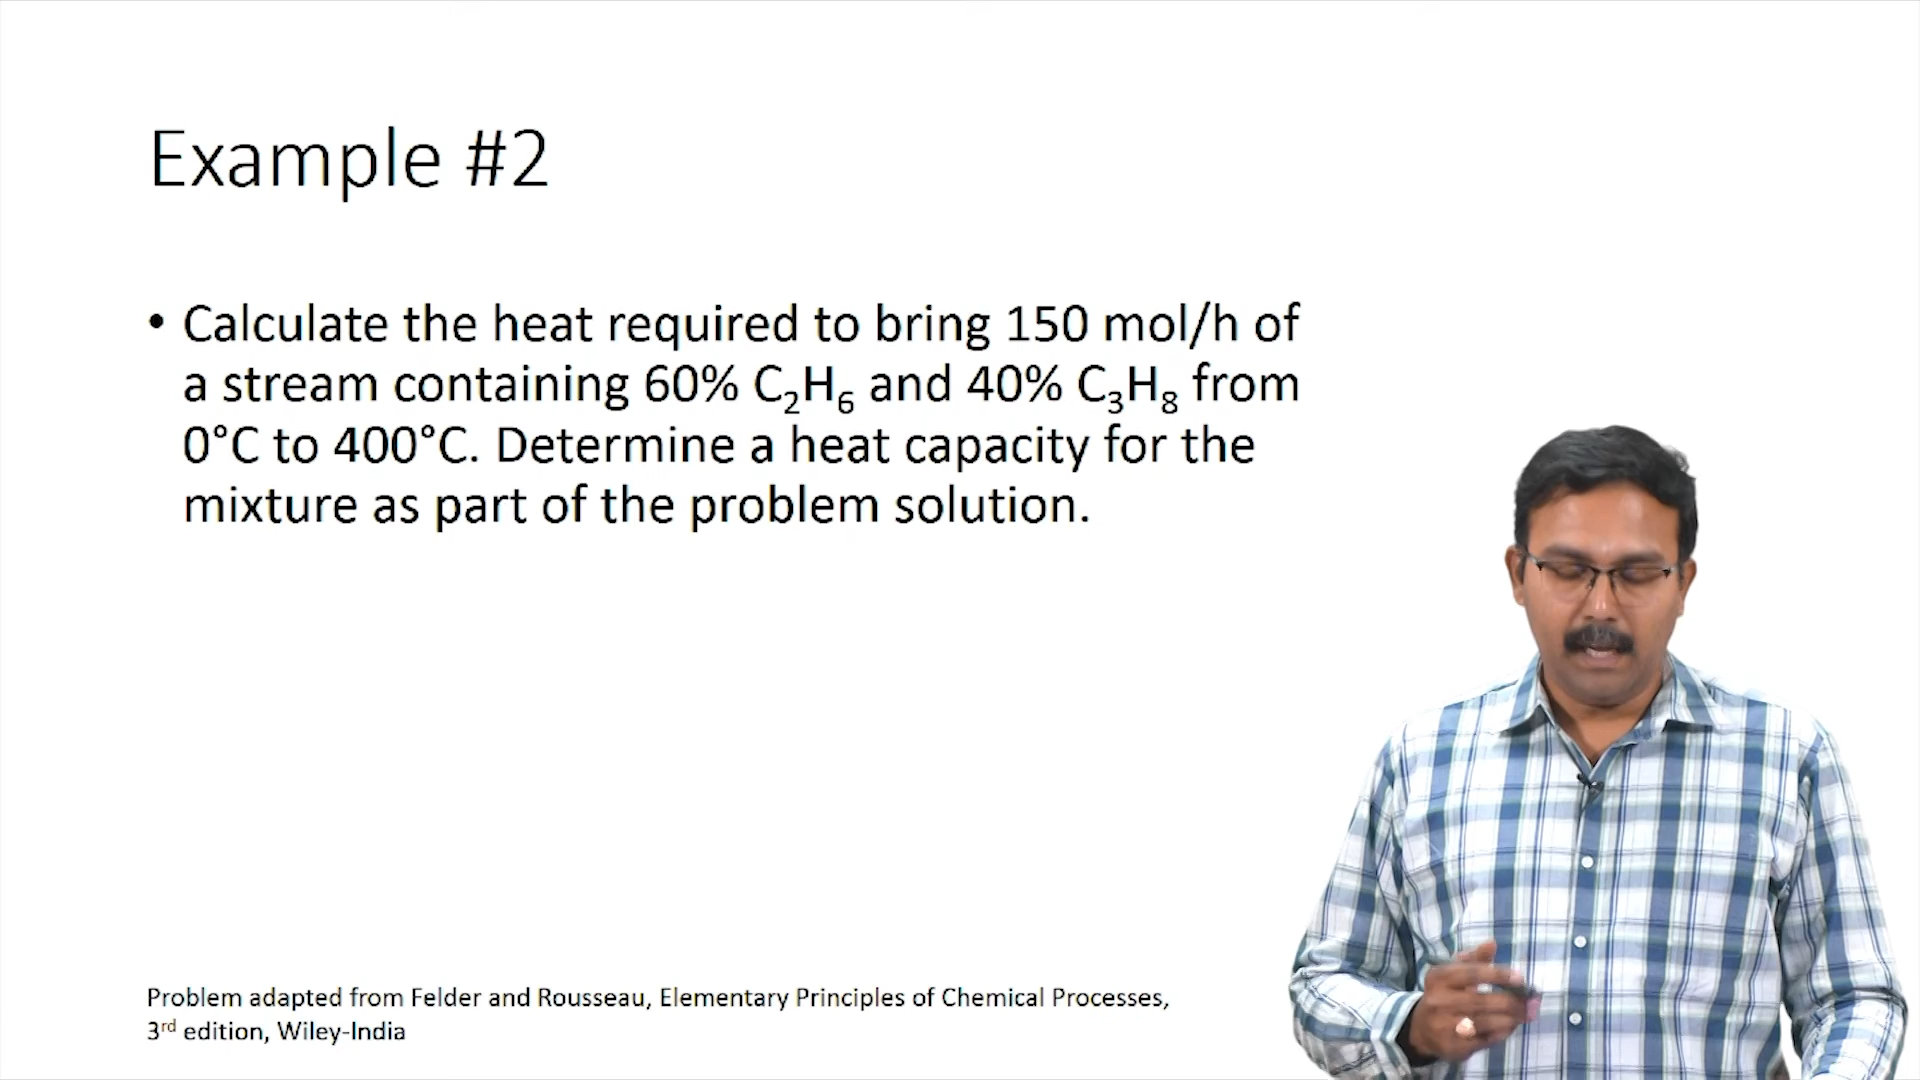 Example #2
• Calculate the heat required to bring 150 mol/h of
a stream containing 60% C₂H₆ and 40% C₃H₈ from
0°C to 400°C. Determine a heat capacity for the
mixture as part of the problem solution.
Problem adapted from Felder and Rousseau, Elementary Principles of Chemical Processes,
3ʳᵈ edition, Wiley-India